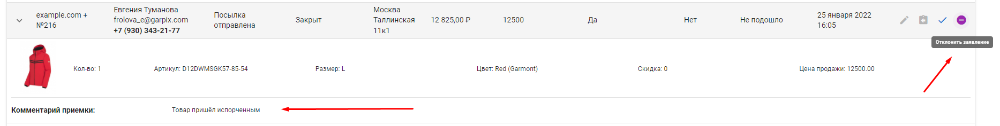 example.com +
№216
Евгения Туманова
frolova_e@garpix.com
+7 (930) 343-21-77
Посылка
отправлена
Закрыт
Москва
Таллинская
11к1
12 825,00 ₽
12500
Да
Нет
Не подошло
25 января 2022
16:05
Отклонить заявление
Кол-во: 1
Артикул: D12DWMSGK57-85-54
Размер: L
Цвет: Red (Garmont)
Скидка: 0
Цена продажи: 12500.00
Комментарий приемки:
Товар пришёл испорченным